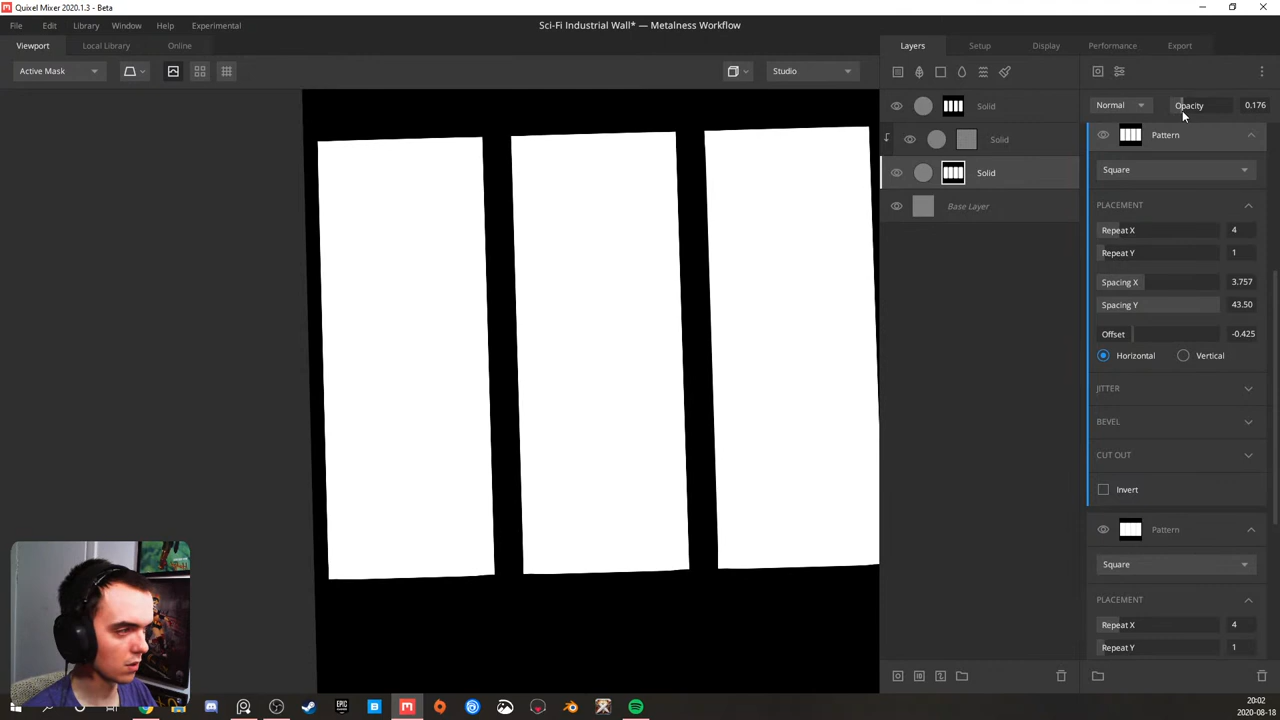 Quixel Mixer 2020.1.3 - Beta
File Edit Library Window Help Experimental
Sci-Fi Industrial Wall* — Metalness Workflow
Viewport Local Library Online
Layers Setup Display Performance Export
Active Mask
Studio
Normal Opacity 0.176
Solid
Solid
Solid
Base Layer
Pattern
Square
PLACEMENT
Repeat X 4
Repeat Y 1
Spacing X 3.757
Spacing Y 43.50
Offset -0.425
Horizontal Vertical
JITTER
BEVEL
CUT OUT
Invert
Pattern
Square
PLACEMENT
Repeat X 4
Repeat Y 1
20:02
2020-08-18